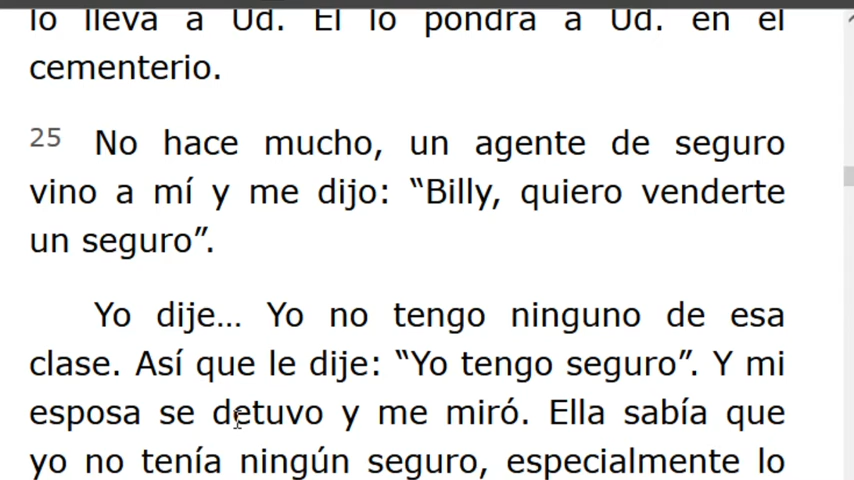 lo lleva a Ud. El lo pondrá a Ud. en el
cementerio.
25 No hace mucho, un agente de seguro
vino a mí y me dijo: “Billy, quiero venderte
un seguro”.
Yo dije... Yo no tengo ninguno de esa
clase. Así que le dije: “Yo tengo seguro”. Y mi
esposa se detuvo y me miró. Ella sabía que
yo no tenía ningún seguro, especialmente lo